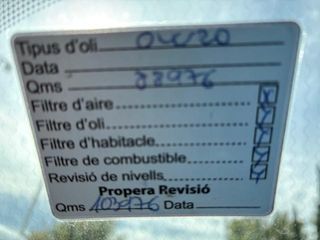 Tipus d'oli 0W20
Data
Qms 88976
Filtre d'aire
Filtre d'oli
Filtre d'habitacle
Filtre de combustible
Revisió de nivells
Propera Revisió
Qms 103976 Data